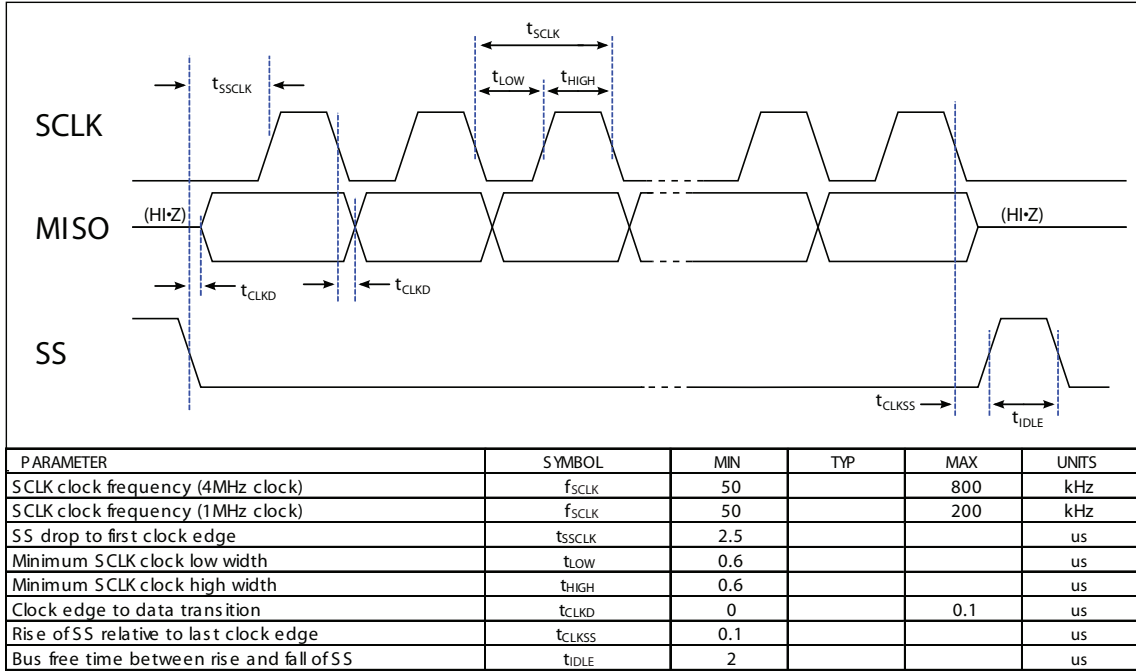 tSCLK
tSSCLK
tLOW
tHIGH
SCLK
(HI•Z)
(HI•Z)
MISO
tCLKD
tCLKD
SS
tCLKSS
tIDLE
PARAMETER SYMBOL MIN TYP MAX UNITS
SCLK clock frequency (4MHz clock) fSCLK 50 800 kHz
SCLK clock frequency (1MHz clock) fSCLK 50 200 kHz
SS drop to first clock edge tSSCLK 2.5 us
Minimum SCLK clock low width tLOW 0.6 us
Minimum SCLK clock high width tHIGH 0.6 us
Clock edge to data transition tCLKD 0 0.1 us
Rise of SS relative to last clock edge tCLKSS 0.1 us
Bus free time between rise and fall of SS tIDLE 2 us